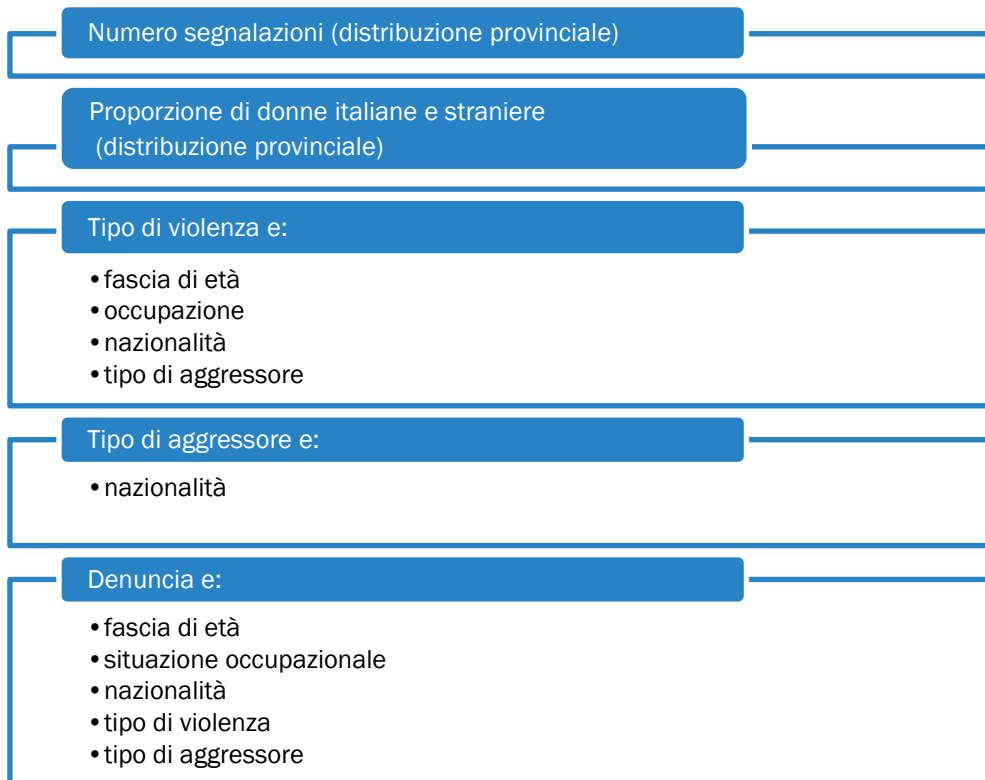 Numero segnalazioni (distribuzione provinciale)
Proporzione di donne italiane e straniere
(distribuzione provinciale)
Tipo di violenza e:
•fascia di età
•occupazione
•nazionalità
•tipo di aggressore
Tipo di aggressore e:
•nazionalità
Denuncia e:
•fascia di età
•situazione occupazionale
•nazionalità
•tipo di violenza
•tipo di aggressore